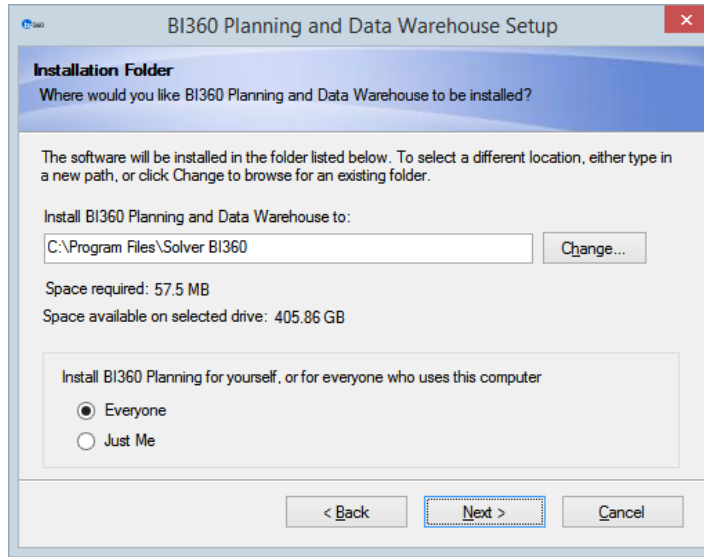 BI360 Planning and Data Warehouse Setup
Installation Folder
Where would you like BI360 Planning and Data Warehouse to be installed?
The software will be installed in the folder listed below. To select a different location, either type in
a new path, or click Change to browse for an existing folder.
Install BI360 Planning and Data Warehouse to:
C:\Program Files\Solver BI360
Change...
Space required: 57.5 MB
Space available on selected drive: 405.86 GB
Install BI360 Planning for yourself, or for everyone who uses this computer
Everyone
Just Me
< Back
Next >
Cancel